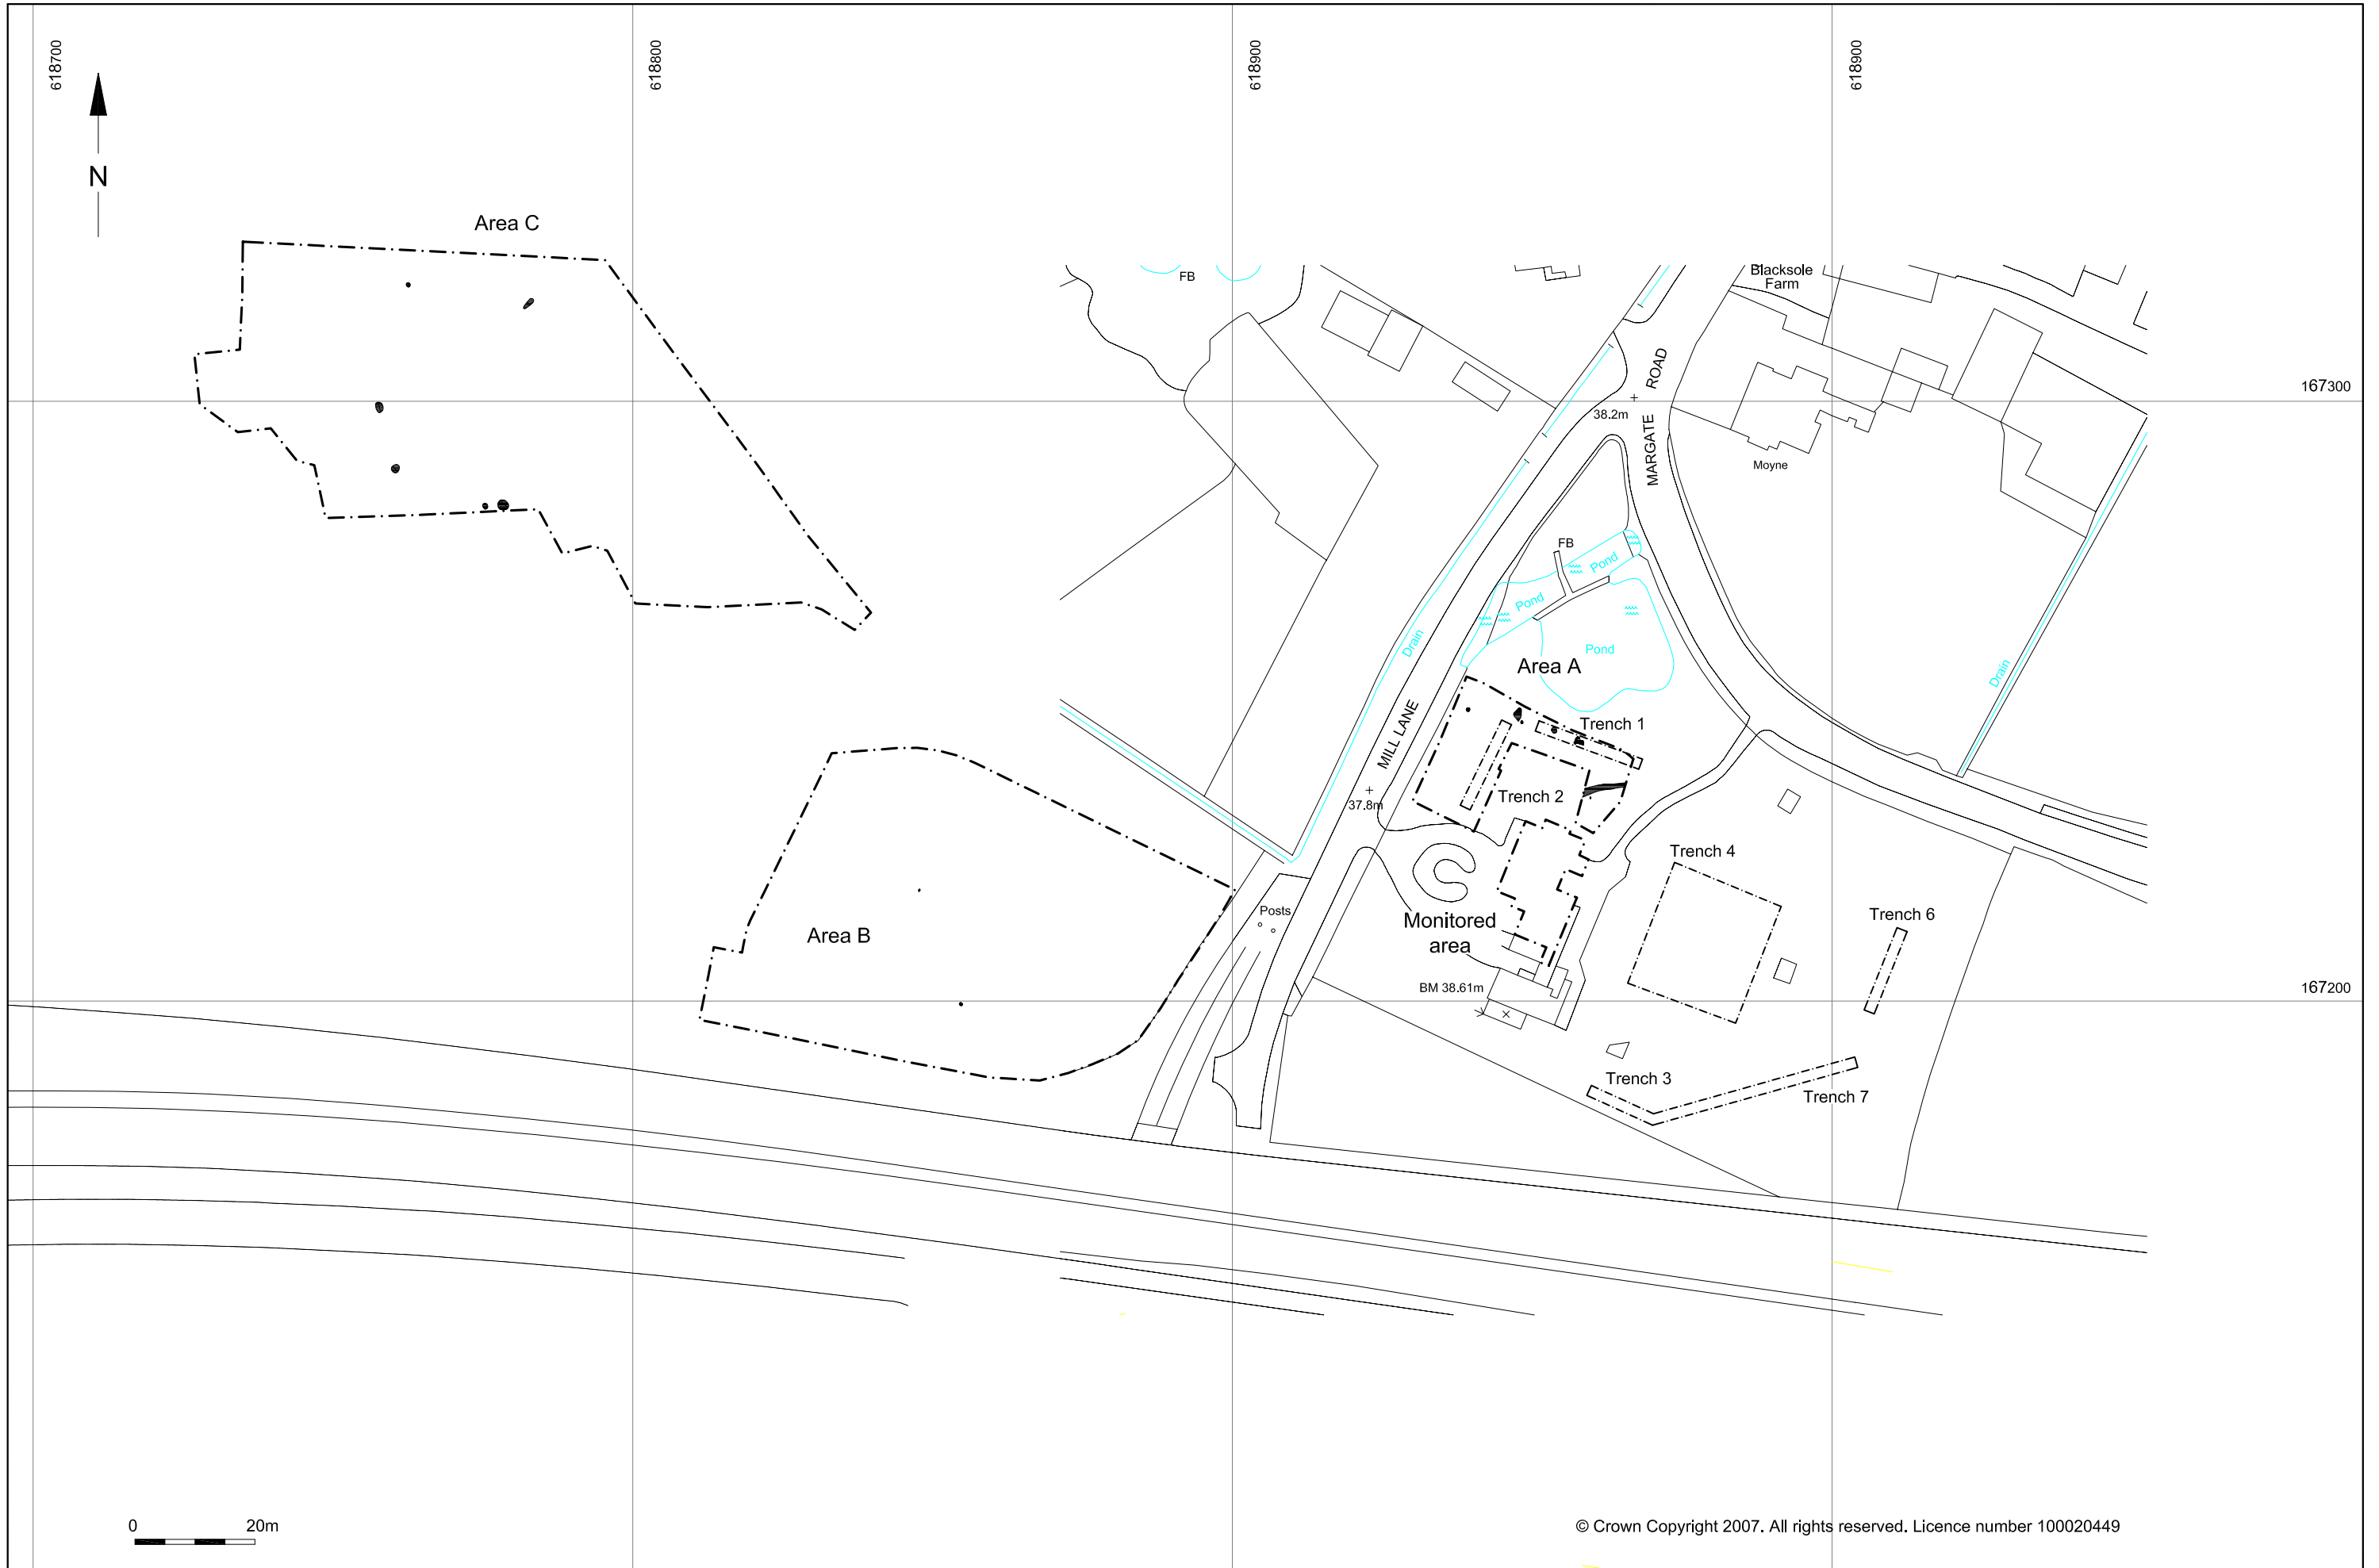 618700
618800
618900
618900
N
Area C
FB
Blacksole
Farm
MARGATE ROAD
167300
38.2m
Moyne
FB
Pond
Pond
Drain
Pond
Area A
Drain
MILL LANE
Trench 1
Trench 2
37.8m
Trench 4
Posts
Trench 6
Monitored
area
Area B
BM 38.61m
167200
Trench 3
Trench 7
0 20m
© Crown Copyright 2007. All rights reserved. Licence number 100020449